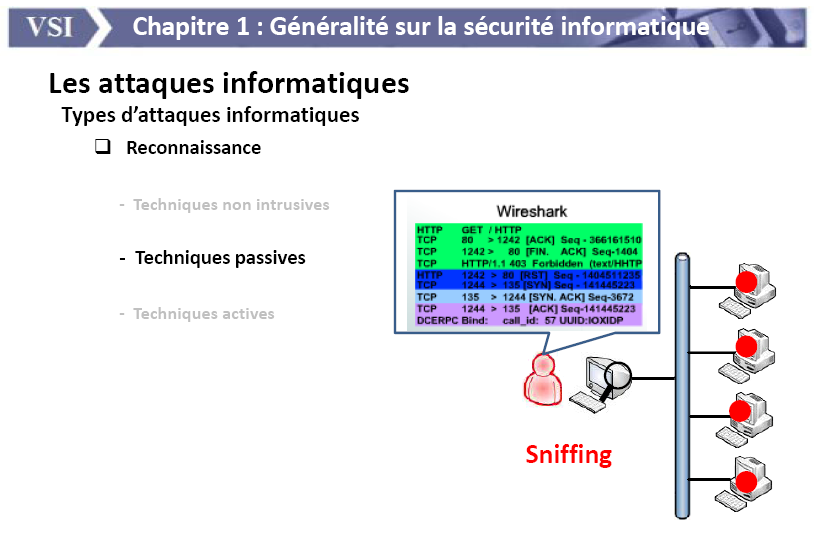 VSI
Chapitre 1 : Généralité sur la sécurité informatique
Les attaques informatiques
Types d’attaques informatiques
❑ Reconnaissance
- Techniques non intrusives
- Techniques passives
- Techniques actives
Wireshark
HTTP GET / HTTP
TCP 80 > 1242 [ACK] Seq - 366161510
TCP 1242 > 80 [FIN. ACK] Seq-1404
TCP HTTP/1.1 403 Forbidden (text/HHTP
HTTP 1242 > 80 [RST] Seq - 1404511235
TCP 1244 > 135 [SYN] Seq - 141445223
TCP 135 > 1244 [SYN. ACK] Seq-3672
TCP 1244 > 135 [ACK] Seq-141445223
DCERPC Bind: call_id: 57 UUID:IOXIDP
Sniffing